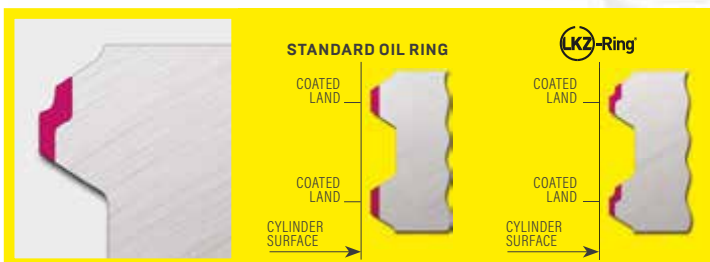 STANDARD OIL RING
COATED
LAND
COATED
LAND
CYLINDER
SURFACE
LKZ-Ring®
COATED
LAND
COATED
LAND
CYLINDER
SURFACE